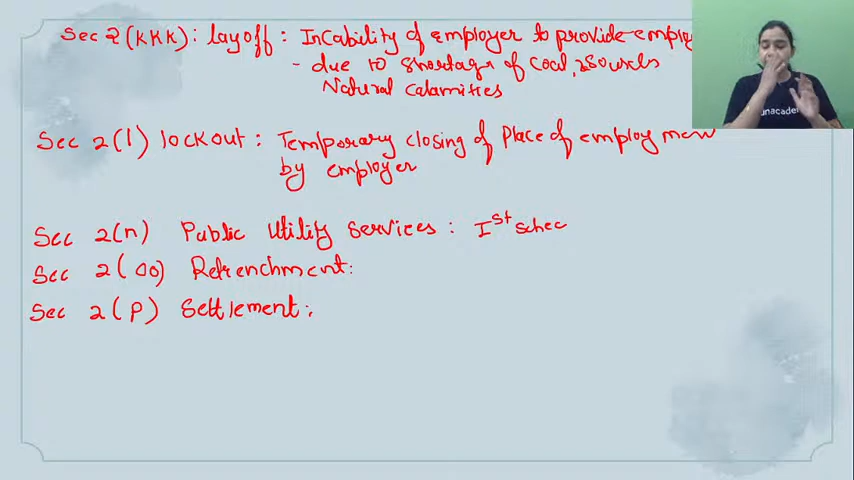 Sec 2(KKK): layoff : Incability of employer to provide employ
- due to shortage of coal,
Natural calamities
Sec 2(l) lockout : Temporary closing of Place of employment
by employer
Sec 2(n) Public Utility Services : Ist Schec
Sec 2(oo) Retrenchment:
Sec 2(P) Settlement:
unacademy